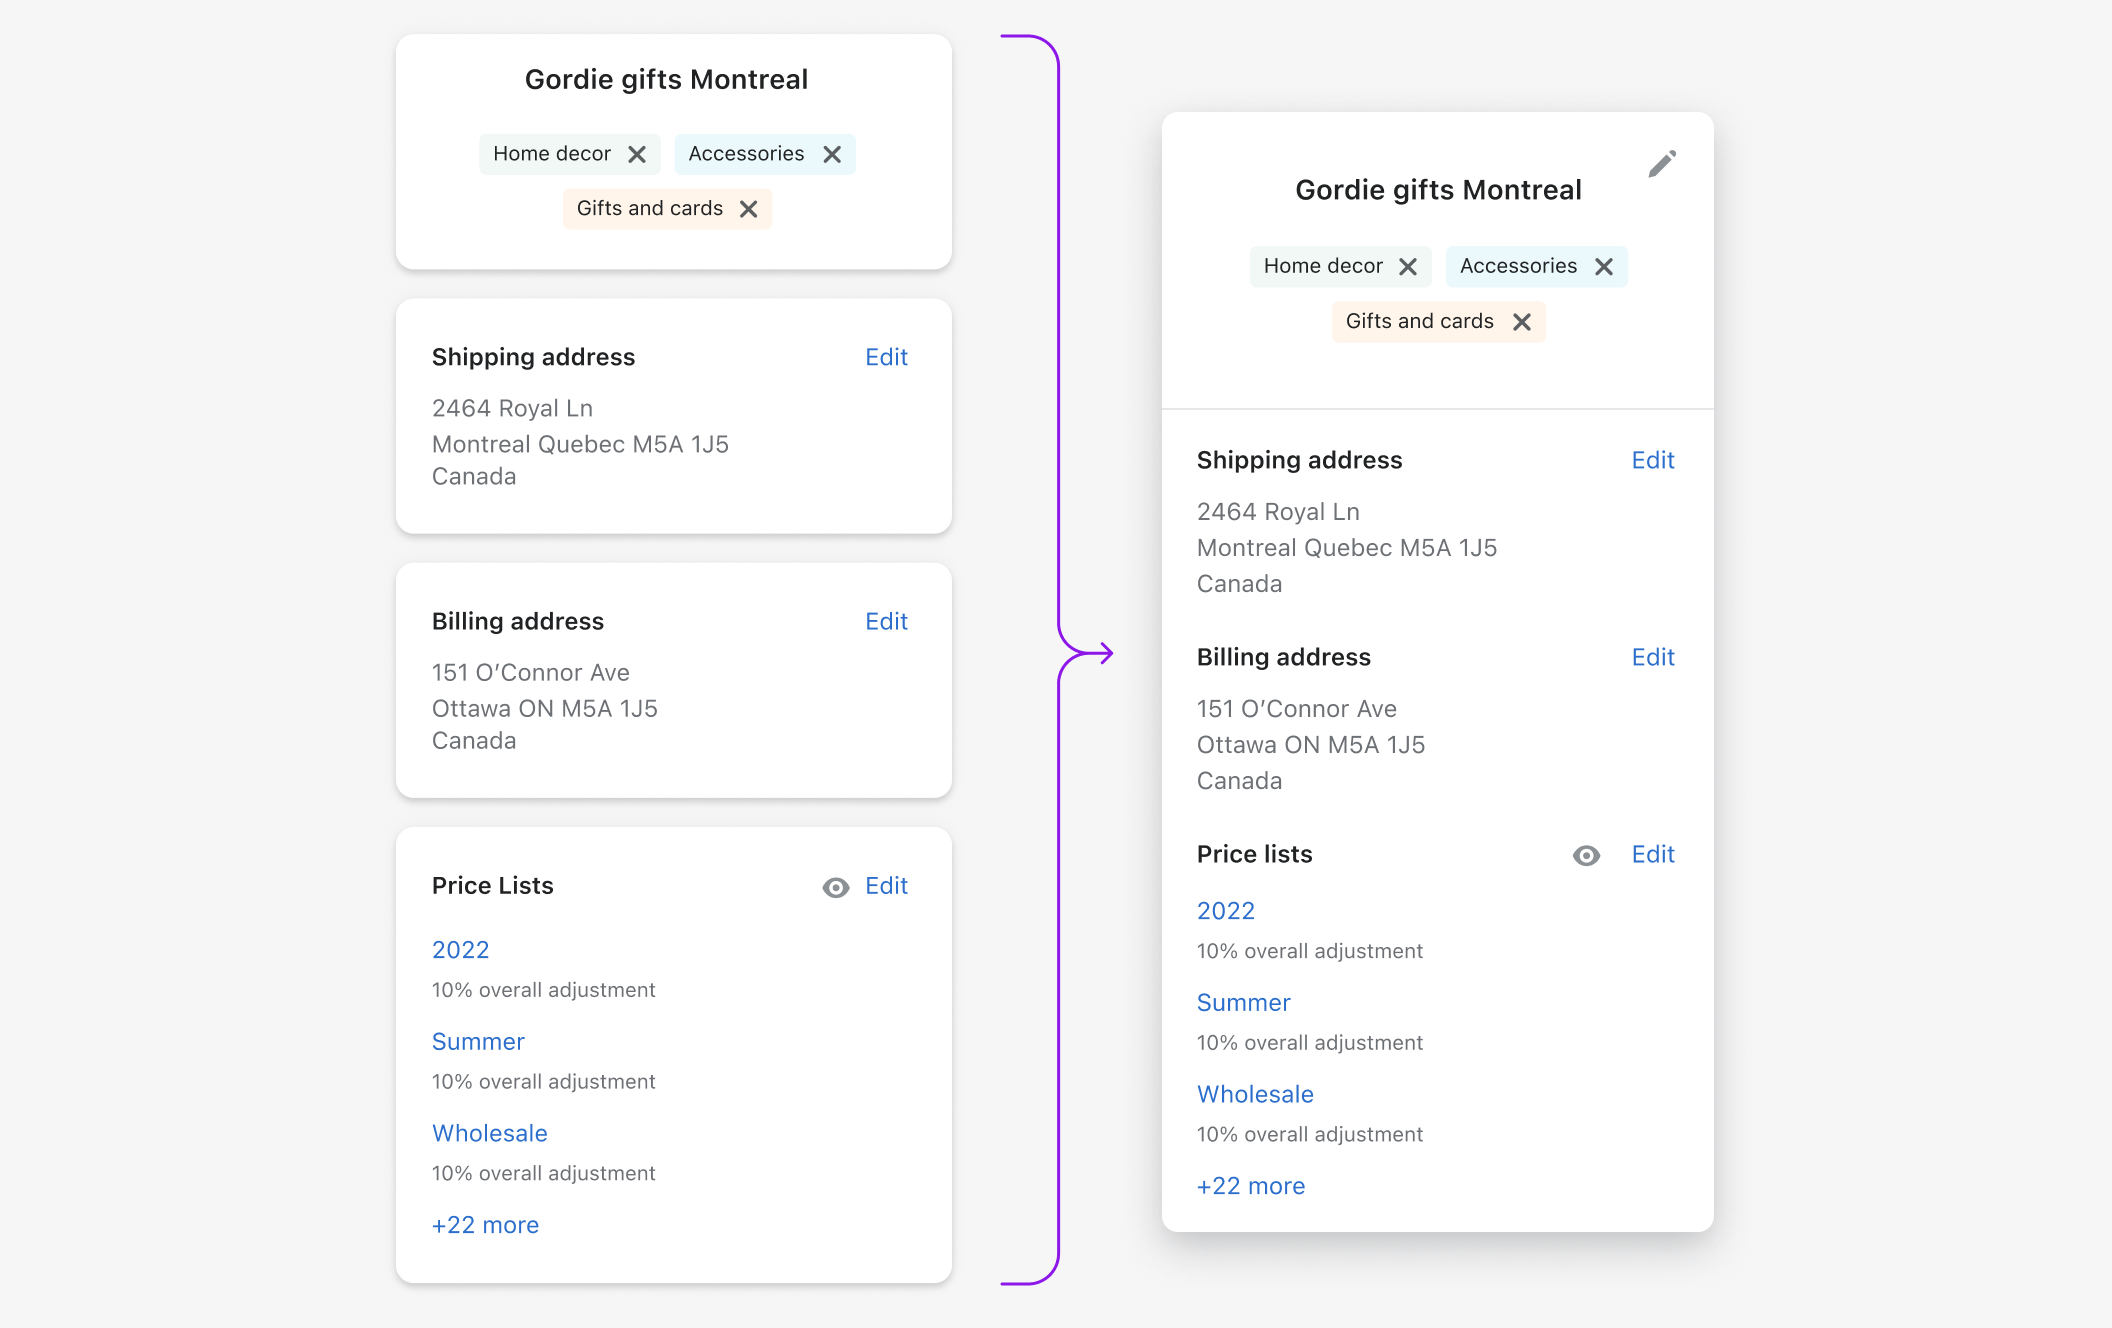 Gordie gifts Montreal
Home decor
Accessories
Gifts and cards
Shipping address
Edit
2464 Royal Ln
Montreal Quebec M5A 1J5
Canada
Billing address
Edit
151 O’Connor Ave
Ottawa ON M5A 1J5
Canada
Price Lists
Edit
2022
10% overall adjustment
Summer
10% overall adjustment
Wholesale
10% overall adjustment
+22 more
Gordie gifts Montreal
Home decor
Accessories
Gifts and cards
Shipping address
Edit
2464 Royal Ln
Montreal Quebec M5A 1J5
Canada
Billing address
Edit
151 O’Connor Ave
Ottawa ON M5A 1J5
Canada
Price lists
Edit
2022
10% overall adjustment
Summer
10% overall adjustment
Wholesale
10% overall adjustment
+22 more